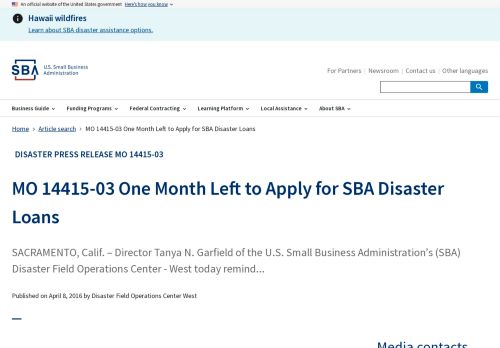 An official website of the United States government Here's how you know
Hawaii wildfires
Learn about SBA disaster assistance options.
SBA U.S. Small Business
Administration
For Partners Newsroom Contact us Other languages
Business Guide Funding Programs Federal Contracting Learning Platform Local Assistance About SBA
Home Article search MO 14415-03 One Month Left to Apply for SBA Disaster Loans
DISASTER PRESS RELEASE MO 14415-03
MO 14415-03 One Month Left to Apply for SBA Disaster
Loans
SACRAMENTO, Calif. – Director Tanya N. Garfield of the U.S. Small Business Administration's (SBA)
Disaster Field Operations Center - West today remind...
Published on April 8, 2016 by Disaster Field Operations Center West
Media contacts